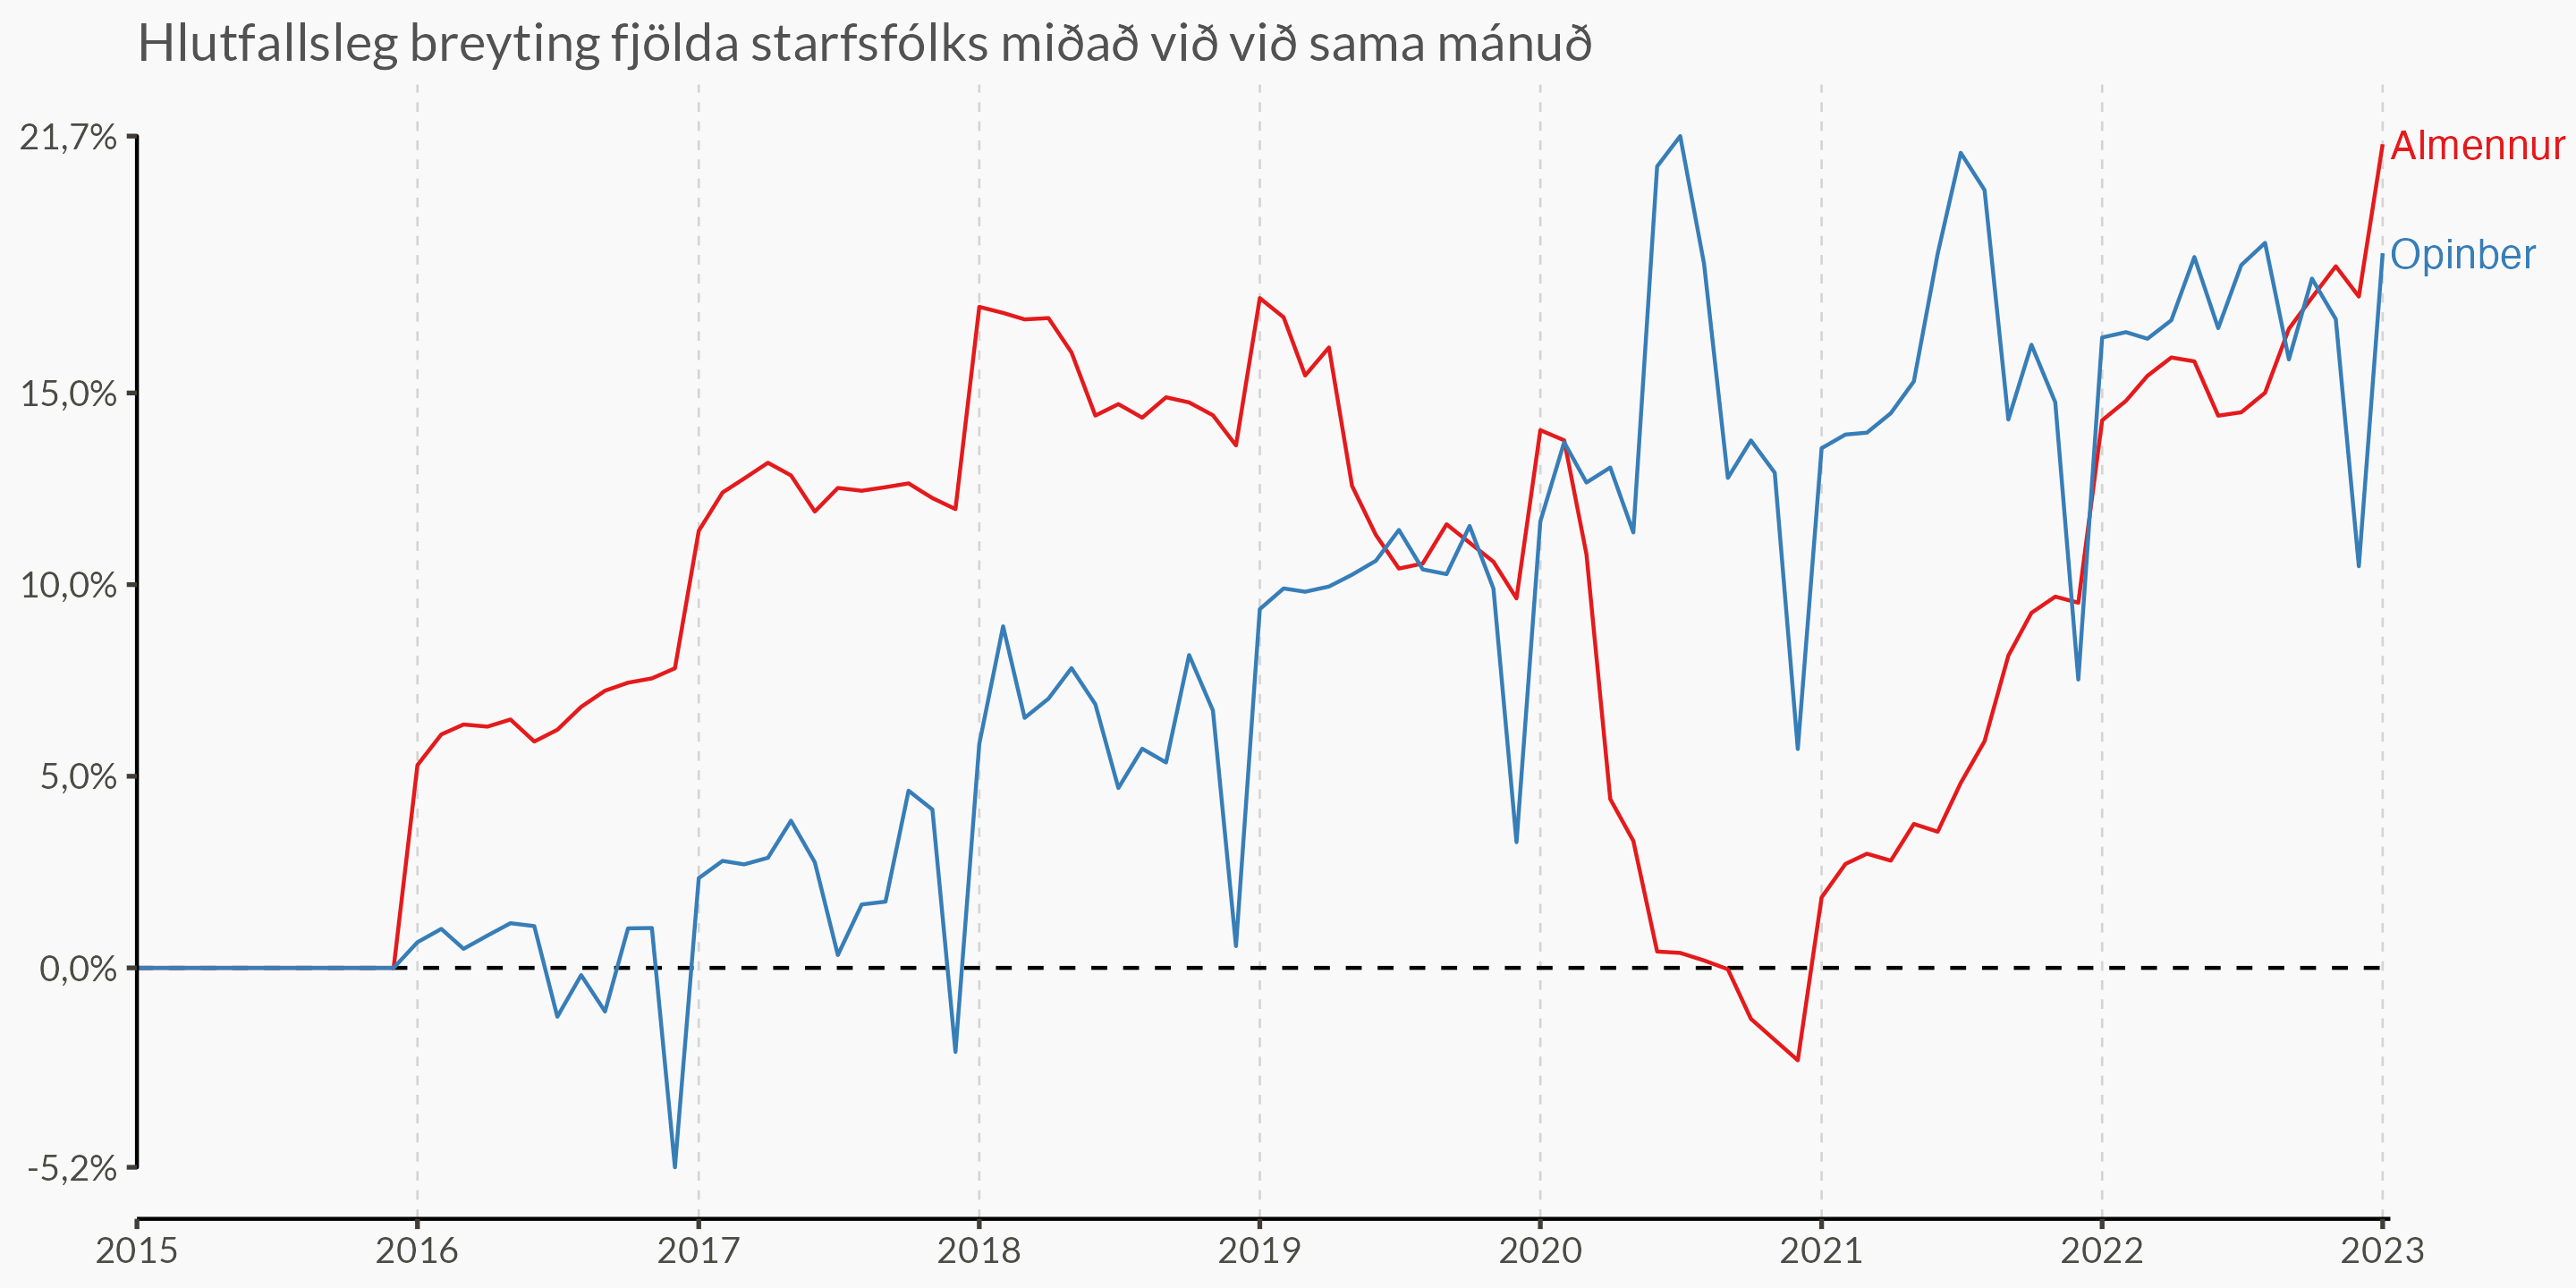 Hlutfallsleg breyting fjölda starfsfólks miðað við við sama mánuð
21,7%
Almennur
Opinber
15,0%
10,0%
5,0%
0,0%
-5,2%
2015 2016 2017 2018 2019 2020 2021 2022 2023